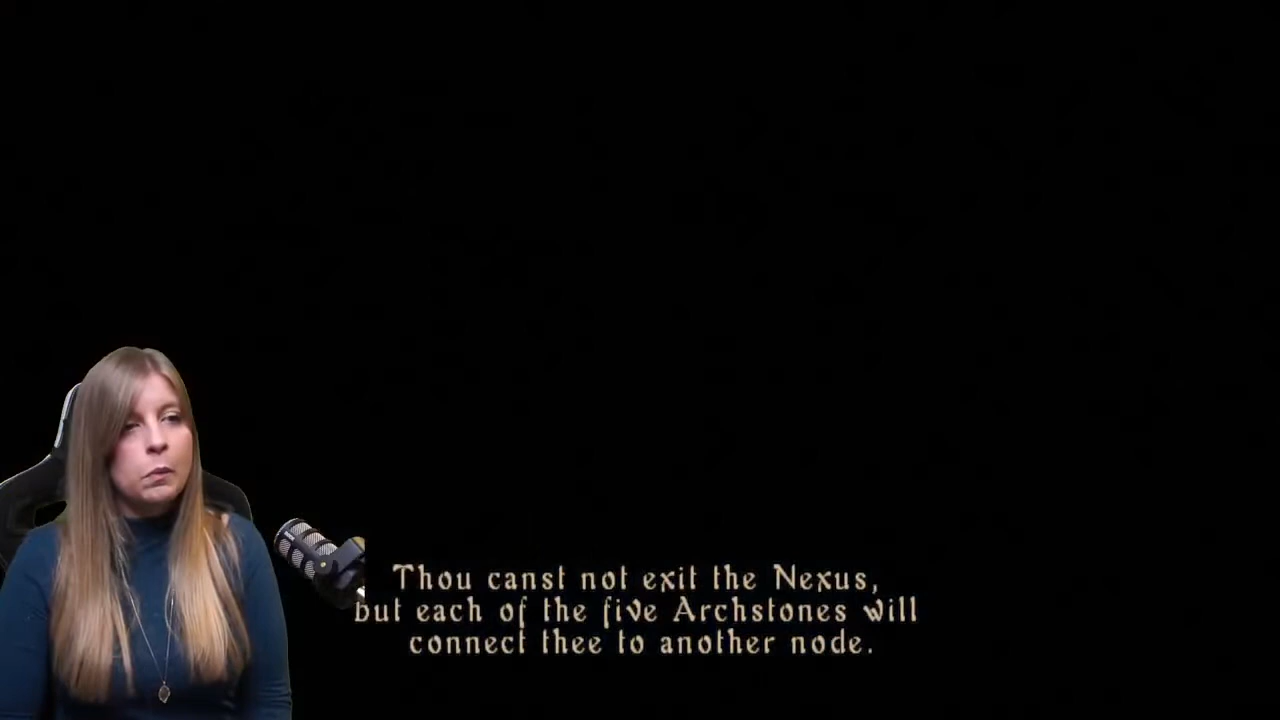 Thou canst not exit the Nexus,
but each of the five Archstones will
connect thee to another node.